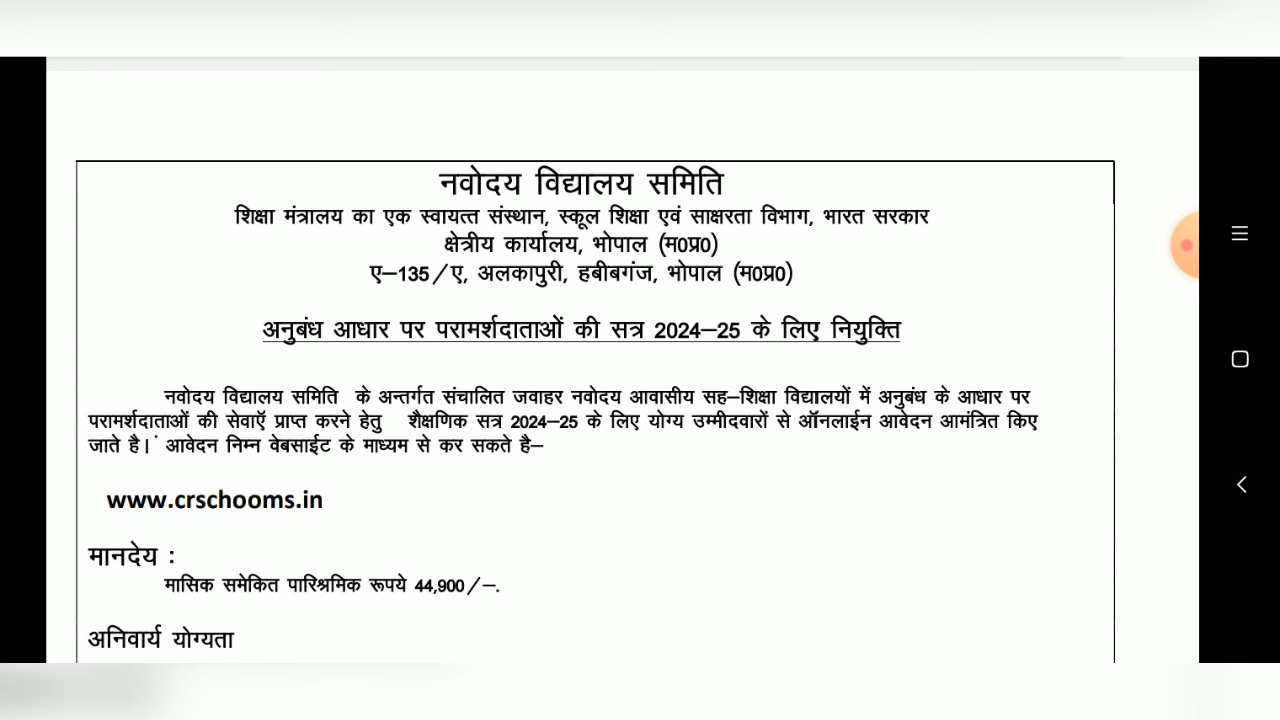 नवोदय विद्यालय समिति
शिक्षा मंत्रालय का एक स्वायत्त संस्थान, स्कूल शिक्षा एवं साक्षरता विभाग, भारत सरकार
क्षेत्रीय कार्यालय, भोपाल (म0प्र0)
ए–135/ए, अलकापुरी, हबीबगंज, भोपाल (म0प्र0)
अनुबंध आधार पर परामर्शदाताओं की सत्र 2024–25 के लिए नियुक्ति
नवोदय विद्यालय समिति के अन्तर्गत संचालित जवाहर नवोदय आवासीय सह–शिक्षा विद्यालयों में अनुबंध के आधार पर
परामर्शदाताओं की सेवाऍ प्राप्त करने हेतु शैक्षणिक सत्र 2024–25 के लिए योग्य उम्मीदवारों से ऑनलाईन आवेदन आमंत्रित किए
जाते है। आवेदन निम्न वेबसाईट के माध्यम से कर सकते है–
www.crschooms.in
मानदेय :
मासिक समेकित पारिश्रमिक रूपये 44,900/–.
अनिवार्य योग्यता